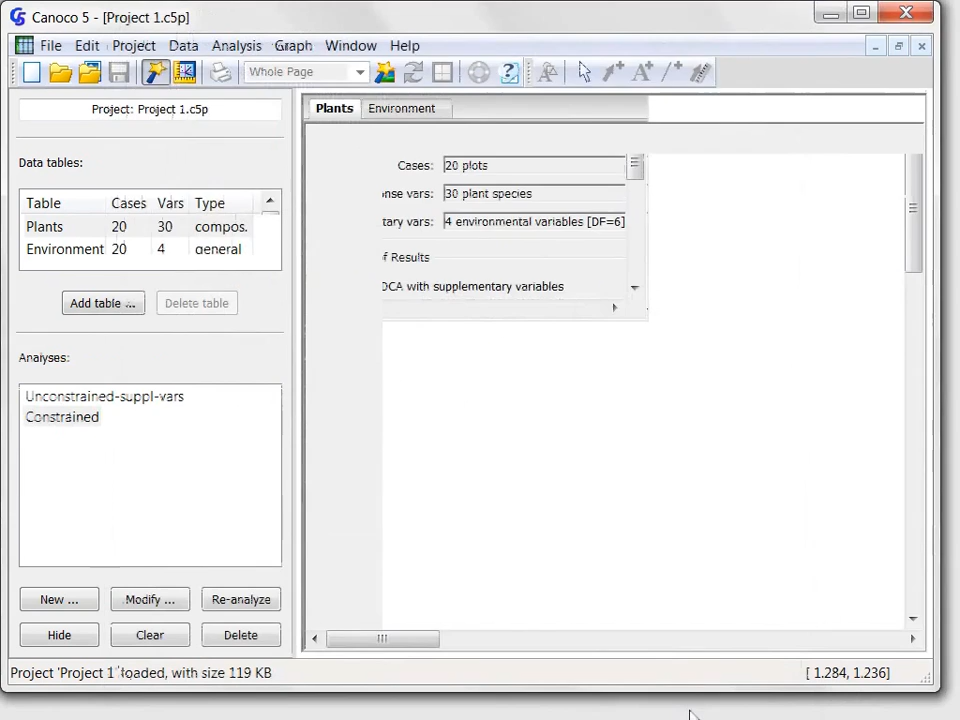 Canoco 5 - [Project 1.c5p]
File Edit Project Data Analysis Graph Window Help
Whole Page
Project: Project 1.c5p
Data tables:
Table Cases Vars Type
Plants 20 30 compos.
Environment 20 4 general
Add table ... Delete table
Analyses:
Unconstrained-suppl-vars
Constrained
New ... Modify ... Re-analyze
Hide Clear Delete
Plants Environment
Cases: 20 plots
nse vars: 30 plant species
tary vars: 4 environmental variables [DF=6]
of Results
DCA with supplementary variables
Project 'Project 1' loaded, with size 119 KB
[ 1.284, 1.236]